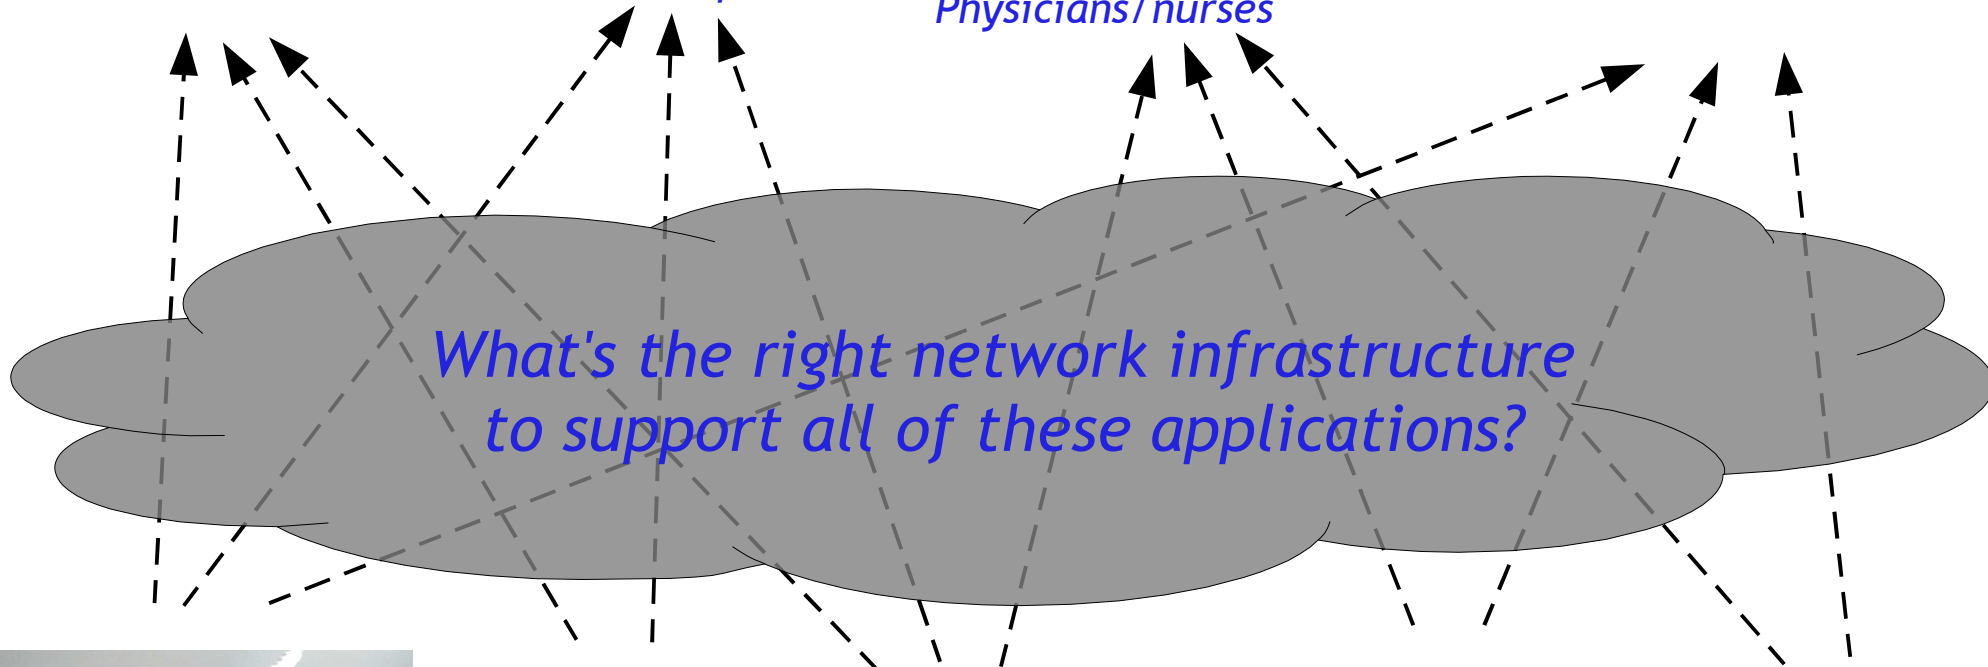 Physicians/nurses
What's the right network infrastructure
to support all of these applications?